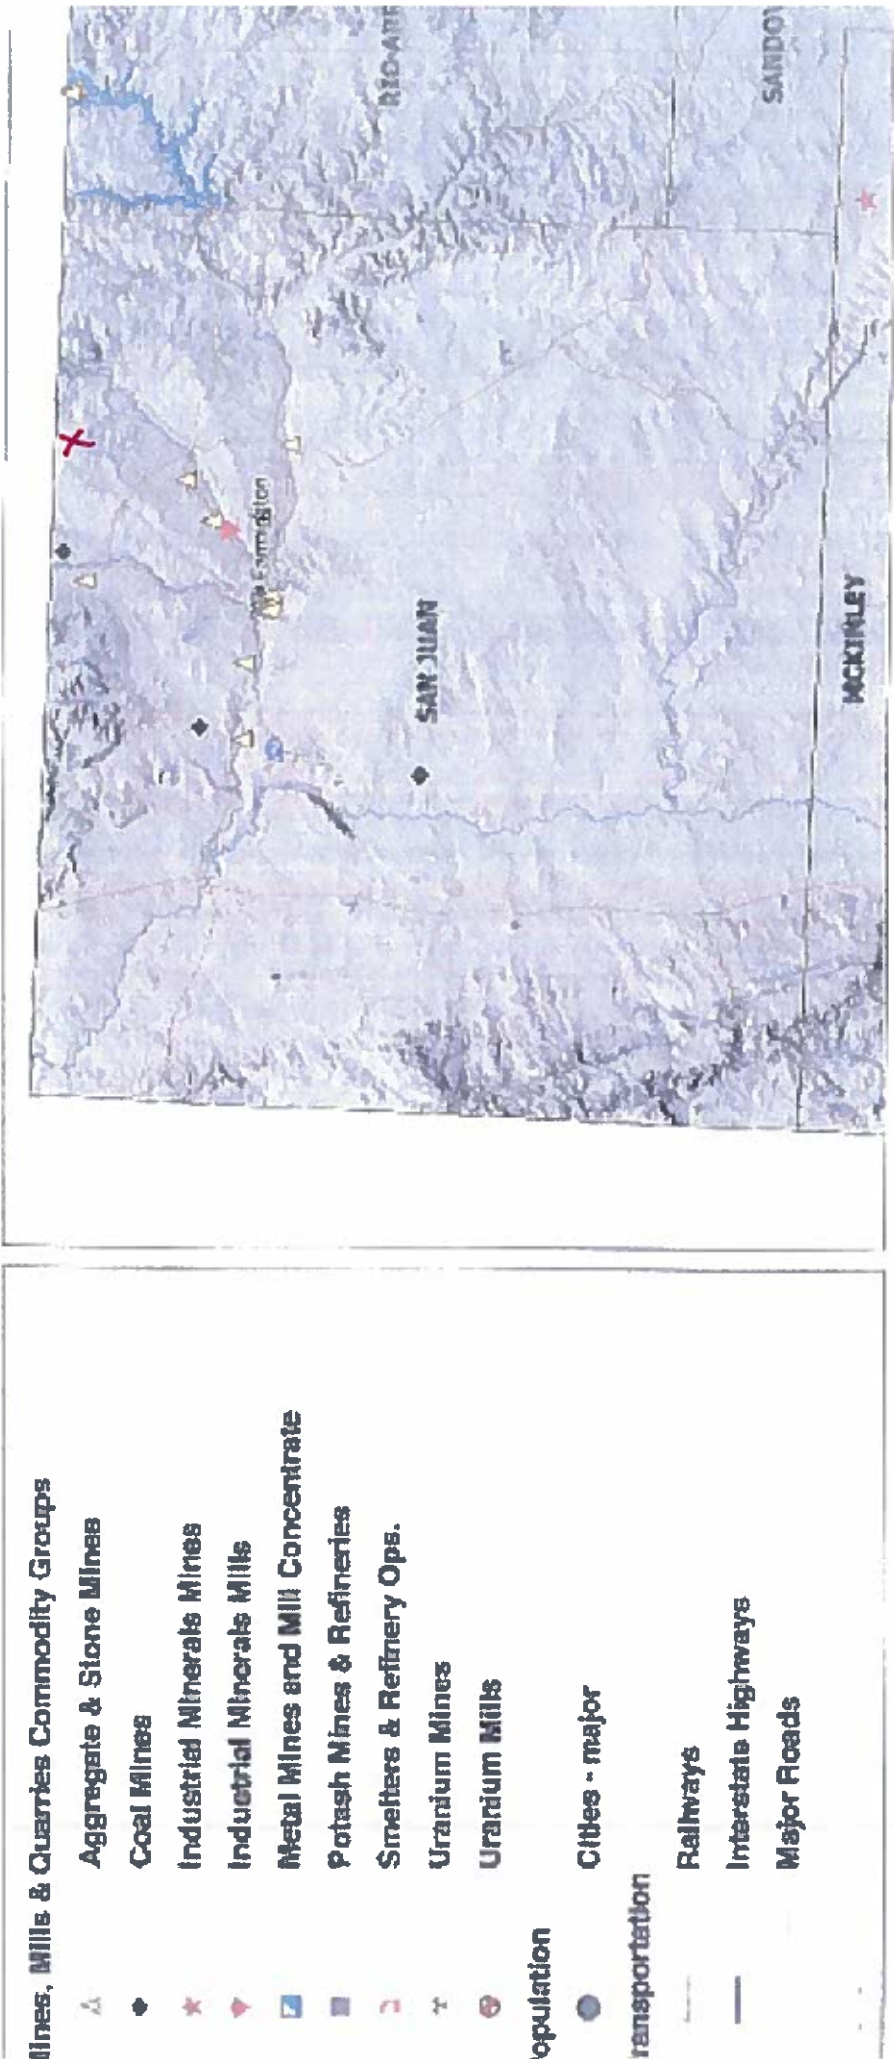 Mines, Mills & Quarries Commodity Groups
Aggregate & Stone Mines
Coal Mines
Industrial Minerals Mines
Industrial Minerals Mills
Metal Mines and Mill Concentrate
Potash Mines & Refineries
Smelters & Refinery Ops.
Uranium Mines
Uranium Mills
Population
Cities - major
Transportation
Railways
Interstate Highways
Major Roads
Farmington
SAN JUAN
MCKINLEY
RIO ARR
SANDOV